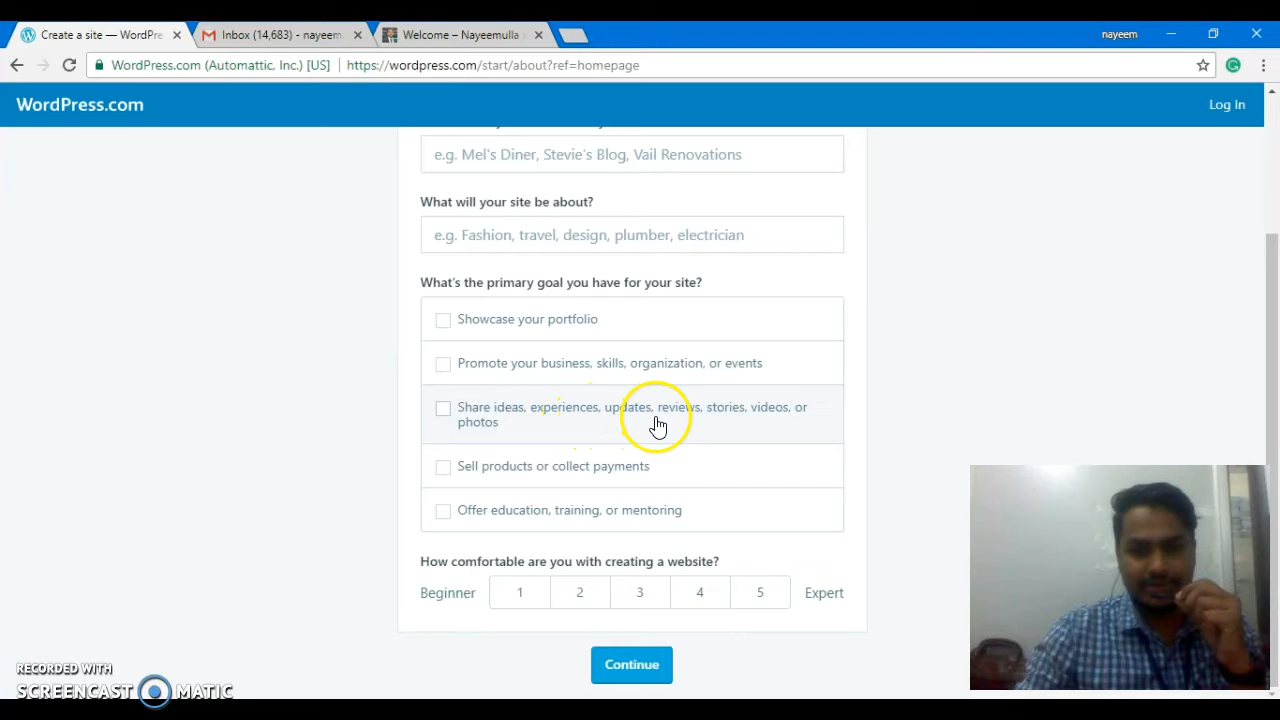 Create a site — WordPre
Inbox (14,683) - nayeem.
Welcome – Nayeemulla
nayeem
WordPress.com (Automattic, Inc.) [US]
https://wordpress.com/start/about?ref=homepage
WordPress.com
Log In
e.g. Mel's Diner, Stevie's Blog, Vail Renovations
What will your site be about?
e.g. Fashion, travel, design, plumber, electrician
What's the primary goal you have for your site?
Showcase your portfolio
Promote your business, skills, organization, or events
Share ideas, experiences, updates, reviews, stories, videos, or
photos
Sell products or collect payments
Offer education, training, or mentoring
How comfortable are you with creating a website?
Beginner 1 2 3 4 5 Expert
Continue
RECORDED WITH
SCREENCAST MATIC